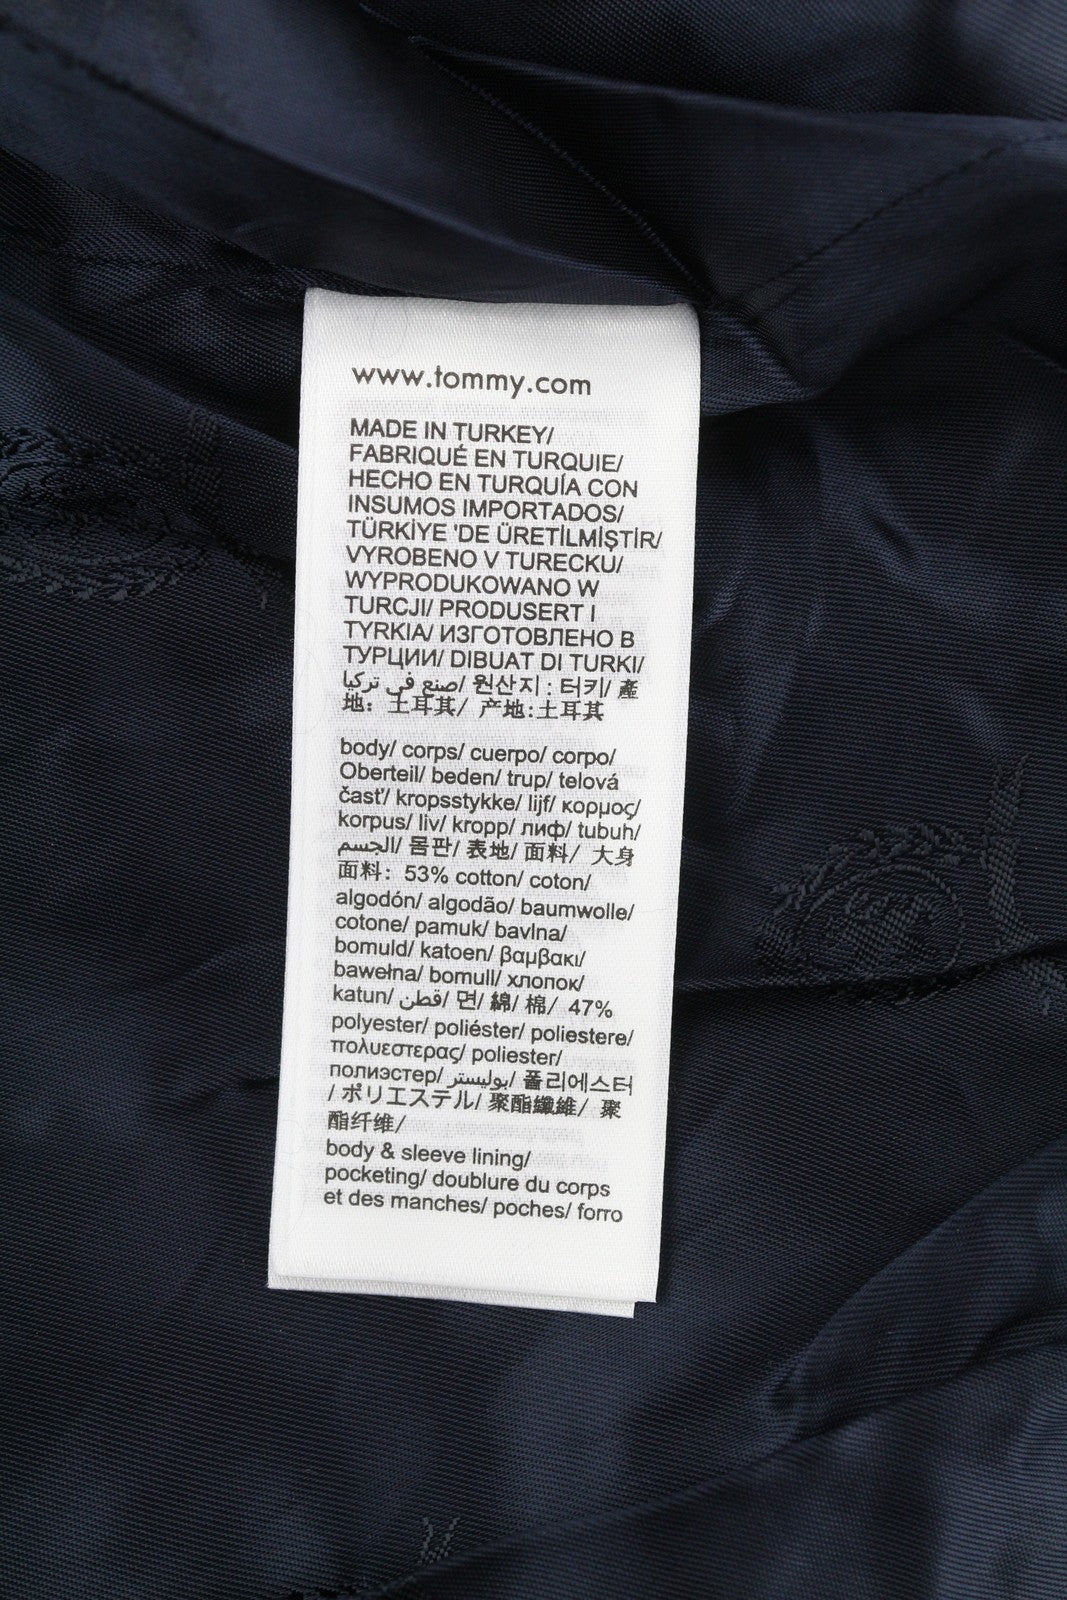 www.tommy.com
MADE IN TURKEY/
FABRIQUÉ EN TURQUIE/
HECHO EN TURQUÍA CON
INSUMOS IMPORTADOS/
TÜRKİYE 'DE ÜRETİLMİŞTİR/
VYROBENO V TURECKU/
WYPRODUKOWANO W
TURCJI/ PRODUSERT I
TYRKIA/ ИЗГОТОВЛЕНО В
ТУРЦИИ/ DIBUAT DI TURKI/
صنع في تركيا/ 원산지 : 터키/ 產
地：土耳其/ 产地:土耳其
body/ corps/ cuerpo/ corpo/
Oberteil/ beden/ trup/ telová
časť/ kropsstykke/ lijf/ κορμος/
korpus/ liv/ kropp/ лиф/ tubuh/
الجسم/ 몸판/ 表地/ 面料/ 大身
面料：53% cotton/ coton/
algodón/ algodão/ baumwolle/
cotone/ pamuk/ bavlna/
bomuld/ katoen/ βαμβακι/
bawełna/ bomull/ хлопок/
katun/ قطن/ 면/ 綿/ 棉/ 47%
polyester/ poliéster/ poliestere/
πολυεστερας/ poliester/
полиэстер/ بوليستر/ 폴리에스터
/ ポリエステル/ 聚酯纖維/ 聚
酯纤维/
body & sleeve lining/
pocketing/ doublure du corps
et des manches/ poches/ forro